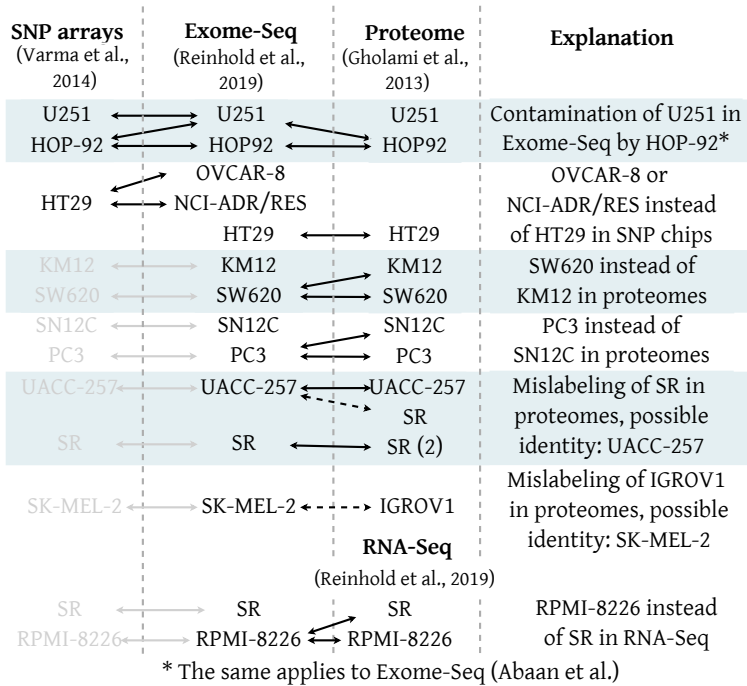 SNP arrays Exome-Seq Proteome Explanation
(Varma et al., (Reinhold et al., (Gholami et al.,
2014) 2019) 2013)
U251 U251 U251 Contamination of U251 in
HOP-92 HOP92 HOP92 Exome-Seq by HOP-92*
OVCAR-8 OVCAR-8 or
HT29 NCI-ADR/RES NCI-ADR/RES instead
HT29 HT29 of HT29 in SNP chips
KM12 KM12 KM12 SW620 instead of
SW620 SW620 SW620 KM12 in proteomes
SN12C SN12C SN12C PC3 instead of
PC3 PC3 PC3 SN12C in proteomes
UACC-257 UACC-257 UACC-257 Mislabeling of SR in
SR proteomes, possible
SR SR SR (2) identity: UACC-257
Mislabeling of IGROV1
SK-MEL-2 SK-MEL-2 IGROV1 in proteomes, possible
identity: SK-MEL-2
RNA-Seq
(Reinhold et al., 2019)
SR SR SR RPMI-8226 instead
RPMI-8226 RPMI-8226 RPMI-8226 of SR in RNA-Seq
* The same applies to Exome-Seq (Abaan et al.)